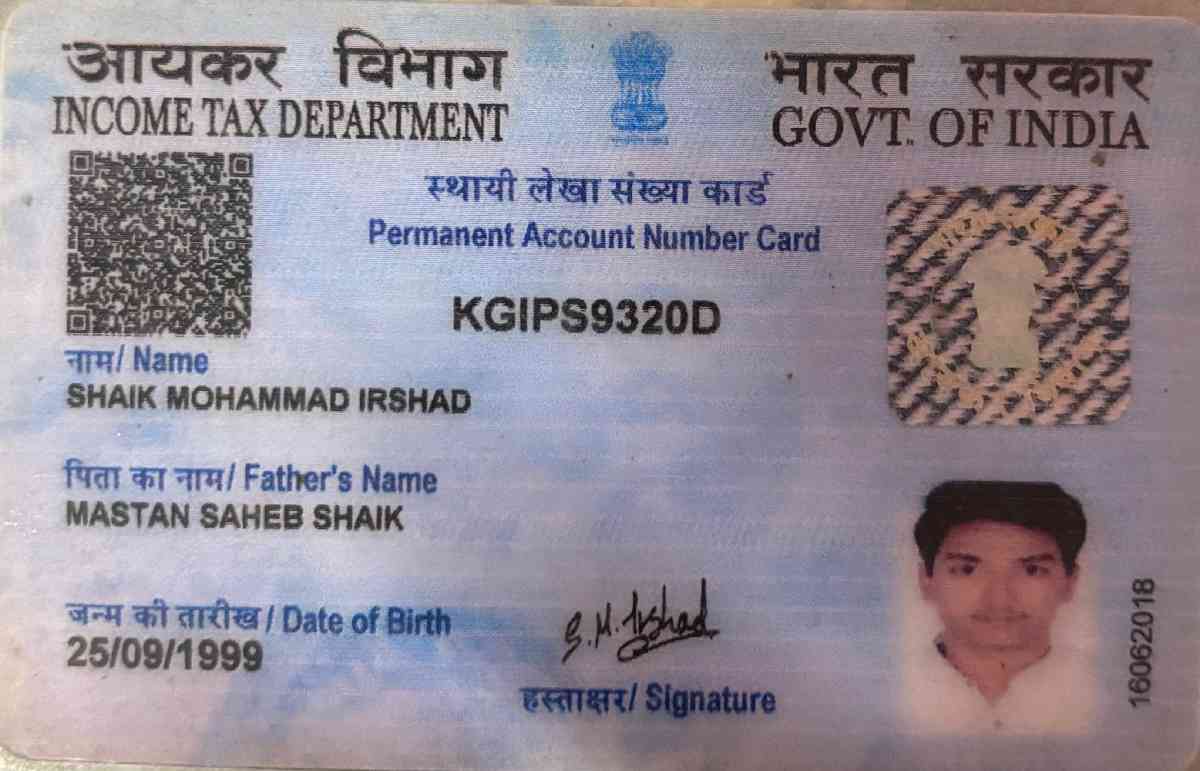 आयकर विभाग
INCOME TAX DEPARTMENT
भारत सरकार
GOVT. OF INDIA
स्थायी लेखा संख्या कार्ड
Permanent Account Number Card
KGIPS9320D
नाम/ Name
SHAIK MOHAMMAD IRSHAD
पिता का नाम/ Father's Name
MASTAN SAHEB SHAIK
जन्म की तारीख / Date of Birth
25/09/1999
S.M.Irshad
हस्ताक्षर/ Signature
16062018